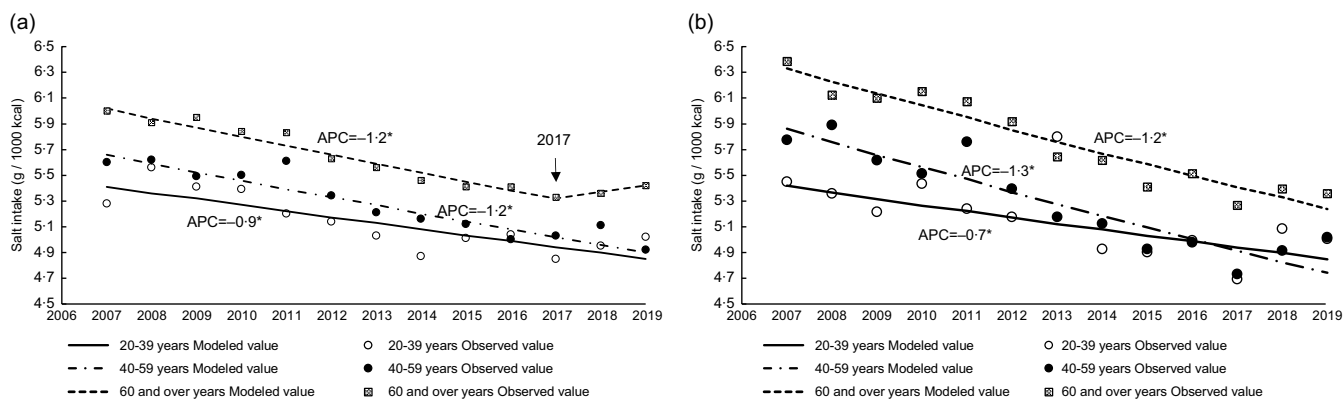 (a)
Salt intake (g / 1000 kcal)
6·5
6·3
6·1
5·9
5·7
5·5
5·3
5·1
4·9
4·7
4·5
APC=–1·2*
2017
APC=–1·2*
APC=–0·9*
2006 2007 2008 2009 2010 2011 2012 2013 2014 2015 2016 2017 2018 2019
20-39 years Modeled value
20-39 years Observed value
40-59 years Modeled value
40-59 years Observed value
60 and over years Modeled value
60 and over years Observed value
(b)
Salt intake (g / 1000 kcal)
6·5
6·3
6·1
5·9
5·7
5·5
5·3
5·1
4·9
4·7
4·5
APC=–1·2*
APC=–1·3*
APC=–0·7*
2006 2007 2008 2009 2010 2011 2012 2013 2014 2015 2016 2017 2018 2019
20-39 years Modeled value
20-39 years Observed value
40-59 years Modeled value
40-59 years Observed value
60 and over years Modeled value
60 and over years Observed value